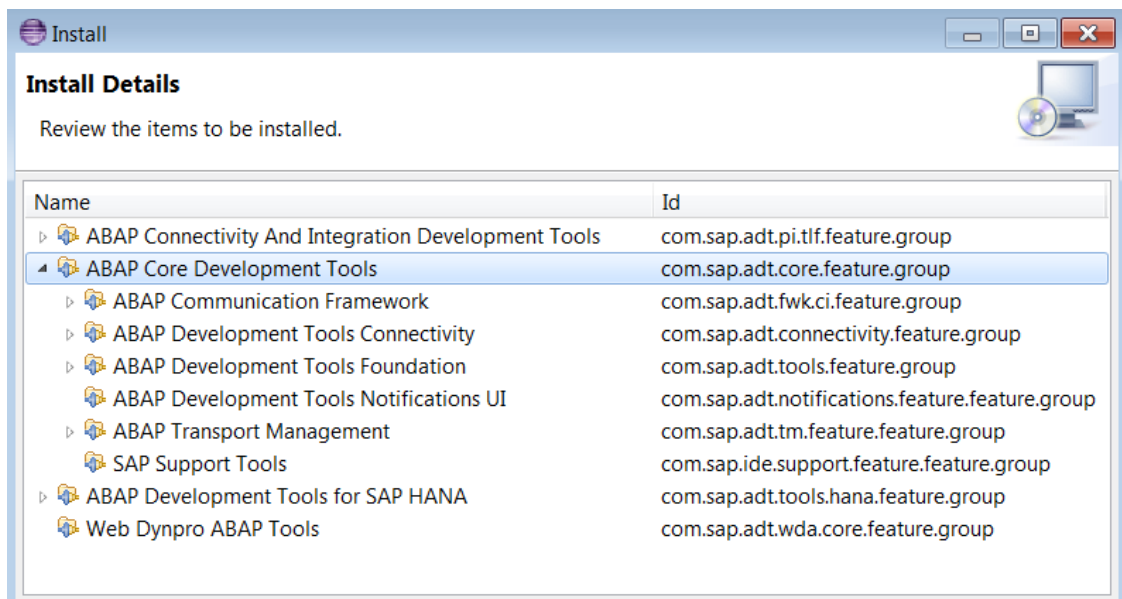 Install
Install Details
Review the items to be installed.
Name Id
ABAP Connectivity And Integration Development Tools com.sap.adt.pi.tlf.feature.group
ABAP Core Development Tools com.sap.adt.core.feature.group
ABAP Communication Framework com.sap.adt.fwk.ci.feature.group
ABAP Development Tools Connectivity com.sap.adt.connectivity.feature.group
ABAP Development Tools Foundation com.sap.adt.tools.feature.group
ABAP Development Tools Notifications UI com.sap.adt.notifications.feature.feature.group
ABAP Transport Management com.sap.adt.tm.feature.feature.group
SAP Support Tools com.sap.ide.support.feature.feature.group
ABAP Development Tools for SAP HANA com.sap.adt.tools.hana.feature.group
Web Dynpro ABAP Tools com.sap.adt.wda.core.feature.group